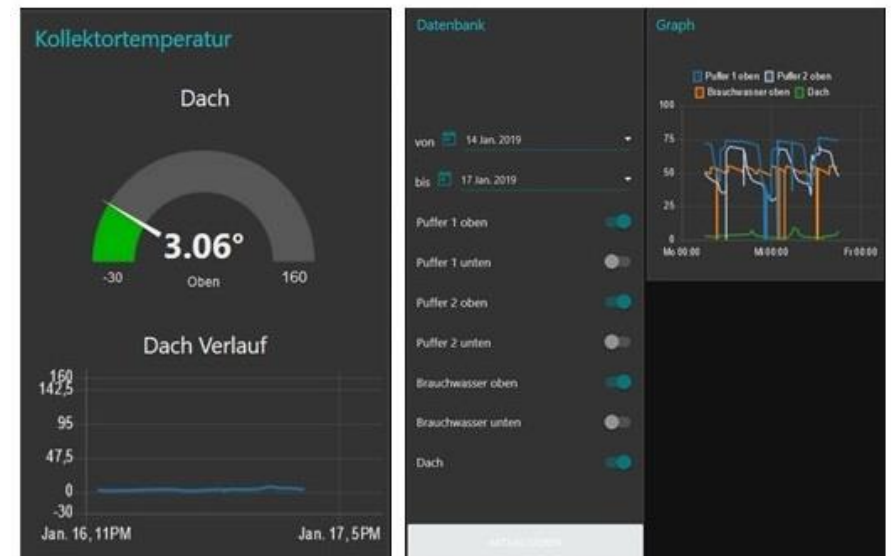 Kollektortemperatur
Dach
3.06°
-30
Oben
160
Dach Verlauf
160
142,5
95
47,5
0
-30
Jan. 16, 11PM
Jan. 17, 5PM
Datenbank
von 14 Jan. 2019
bis 17 Jan. 2019
Puffer 1 oben
Puffer 1 unten
Puffer 2 oben
Puffer 2 unten
Brauchwasser oben
Brauchwasser unten
Dach
Graph
Puffer 1 oben Puffer 2 oben
Brauchwasser oben Dach
100
75
50
25
0
Mo 00:00 Mi 00:00 Fr 00:00